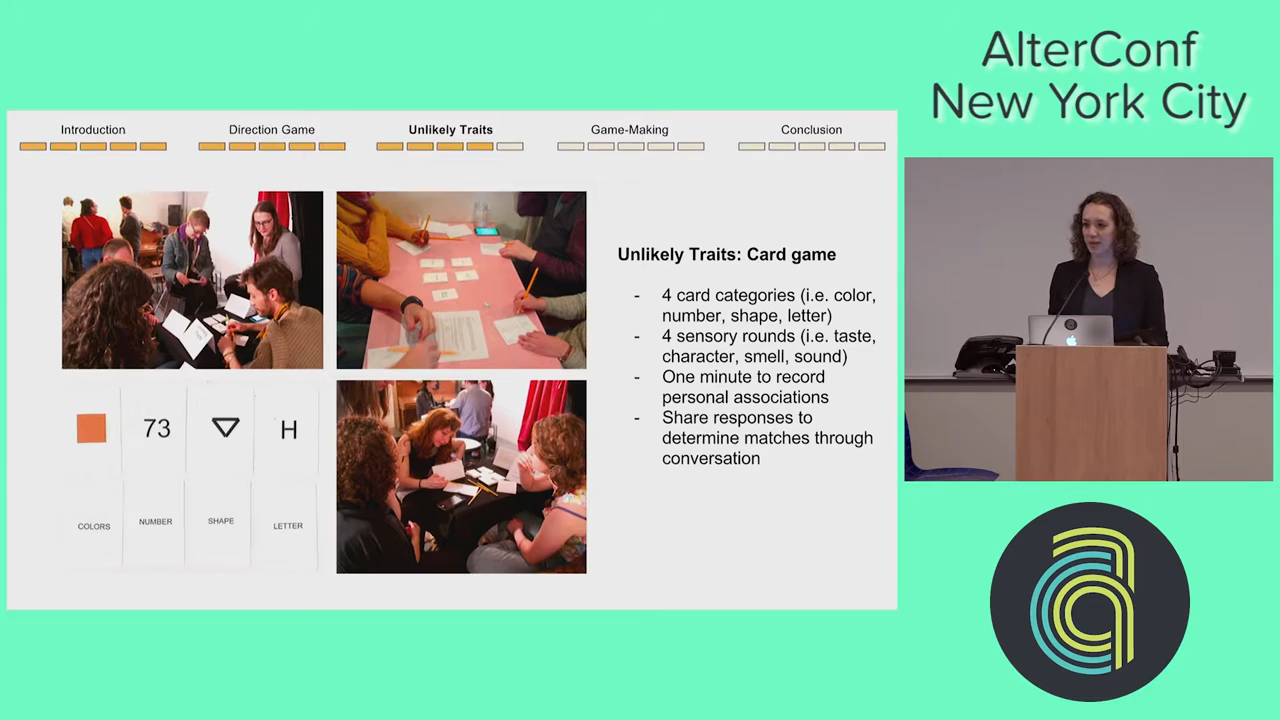 AlterConf
New York City
Introduction
Direction Game
Unlikely Traits
Game-Making
Conclusion
Unlikely Traits: Card game
- 4 card categories (i.e. color,
number, shape, letter)
- 4 sensory rounds (i.e. taste,
character, smell, sound)
- One minute to record
personal associations
- Share responses to
determine matches through
conversation
73
H
COLORS
NUMBER
SHAPE
LETTER